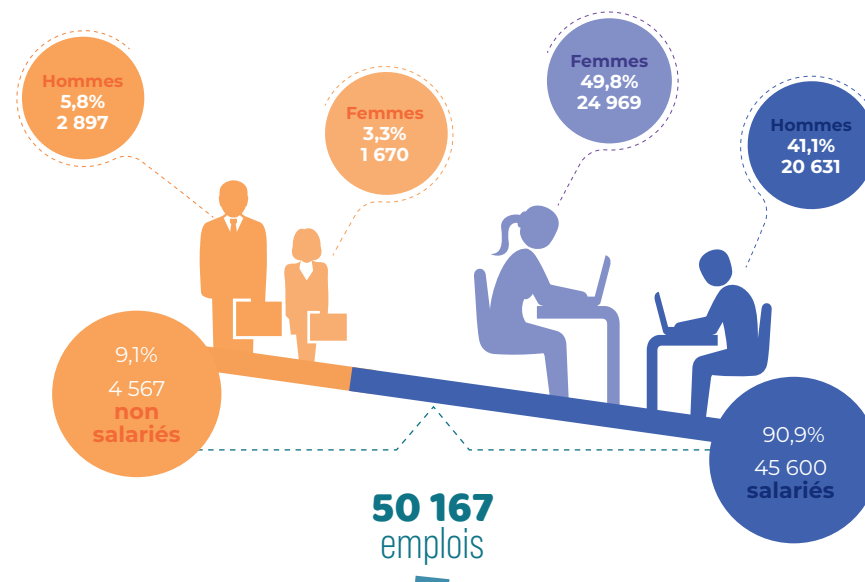 Hommes
5,8%
2 897
Femmes
3,3%
1 670
Femmes
49,8%
24 969
Hommes
41,1%
20 631
9,1%
4 567
non
salariés
90,9%
45 600
salariés
50 167
emplois